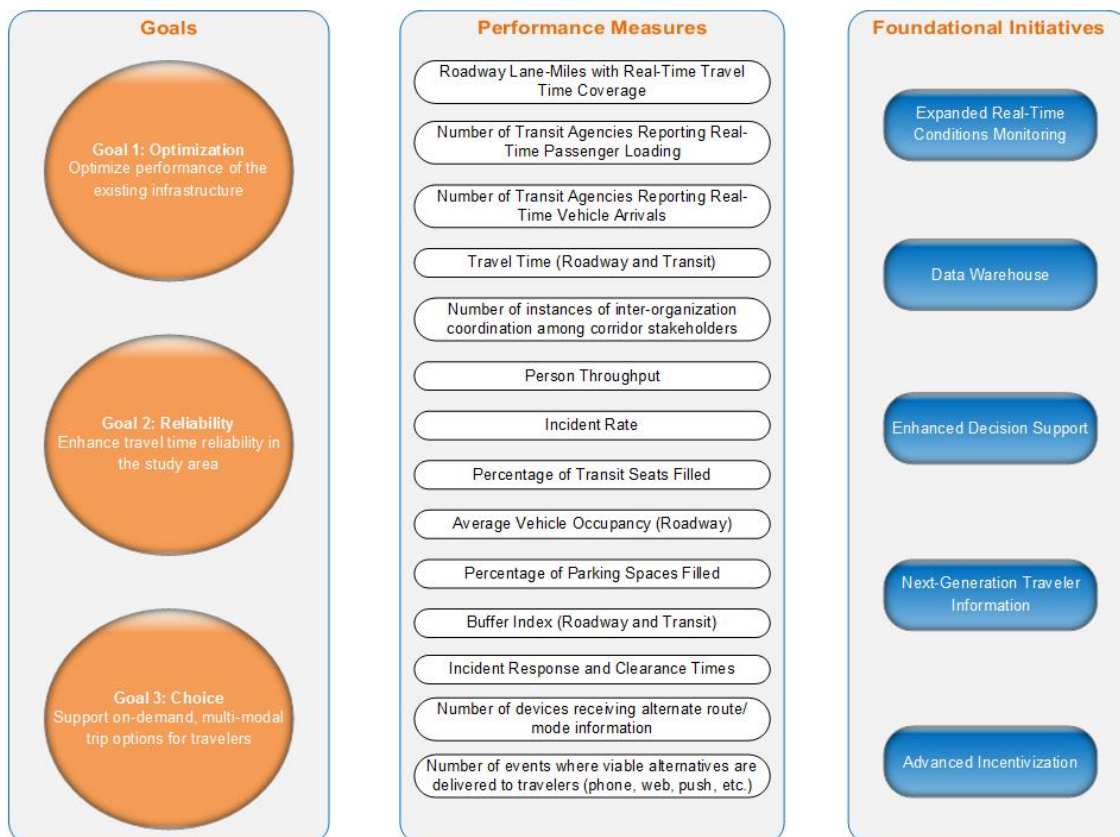 Goals
Goal 1: Optimization
Optimize performance of the
existing infrastructure
Goal 2: Reliability
Enhance travel time reliability in
the study area
Goal 3: Choice
Support on-demand, multi-modal
trip options for travelers
Performance Measures
Roadway Lane-Miles with Real-Time Travel
Time Coverage
Number of Transit Agencies Reporting Real-
Time Passenger Loading
Number of Transit Agencies Reporting Real-
Time Vehicle Arrivals
Travel Time (Roadway and Transit)
Number of instances of inter-organization
coordination among corridor stakeholders
Person Throughput
Incident Rate
Percentage of Transit Seats Filled
Average Vehicle Occupancy (Roadway)
Percentage of Parking Spaces Filled
Buffer Index (Roadway and Transit)
Incident Response and Clearance Times
Number of devices receiving alternate route/
mode information
Number of events where viable alternatives are
delivered to travelers (phone, web, push, etc.)
Foundational Initiatives
Expanded Real-Time
Conditions Monitoring
Data Warehouse
Enhanced Decision Support
Next-Generation Traveler
Information
Advanced Incentivization